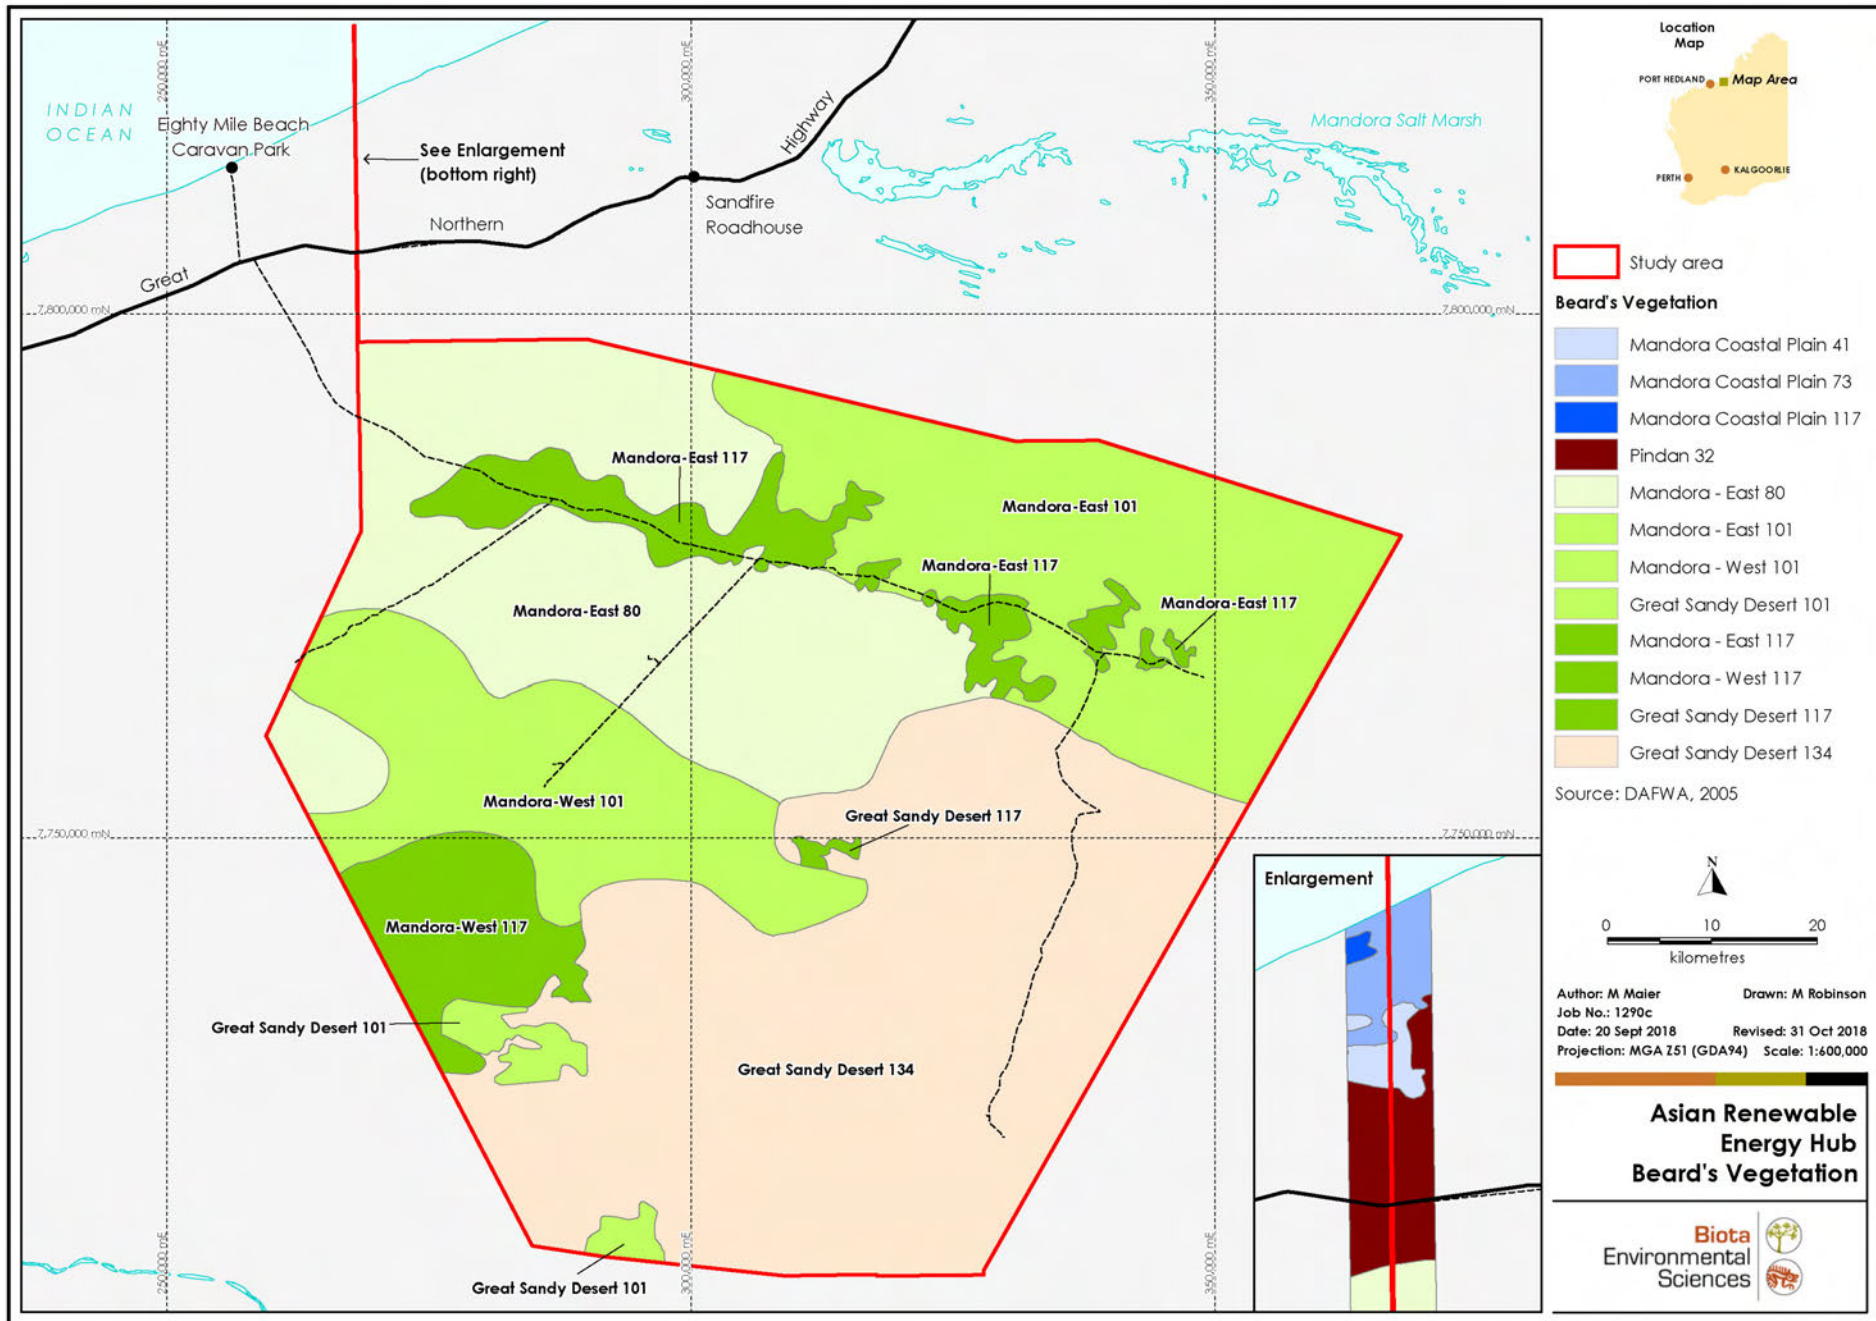 INDIAN
OCEAN
Eighty Mile Beach
Caravan Park
250,000 mE
300,000 mE
350,000 mE
See Enlargement
(bottom right)
Great
Northern
Highway
Sandfire
Roadhouse
Mandora Salt Marsh
7,800,000 mN
7,800,000 mN
Mandora-East 117
Mandora-East 101
Mandora-East 117
Mandora-East 117
Mandora-East 80
Mandora-West 101
Great Sandy Desert 117
7,750,000 mN
7,750,000 mN
Mandora-West 117
Great Sandy Desert 101
Great Sandy Desert 134
Great Sandy Desert 101
250,000 mE
300,000 mE
350,000 mE
Enlargement
Location
Map
PORT HEDLAND
Map Area
PERTH
KALGOORLIE
Study area
Beard's Vegetation
Mandora Coastal Plain 41
Mandora Coastal Plain 73
Mandora Coastal Plain 117
Pindan 32
Mandora - East 80
Mandora - East 101
Mandora - West 101
Great Sandy Desert 101
Mandora - East 117
Mandora - West 117
Great Sandy Desert 117
Great Sandy Desert 134
Source: DAFWA, 2005
N
0 10 20
kilometres
Author: M Maier Drawn: M Robinson
Job No.: 1290c
Date: 20 Sept 2018 Revised: 31 Oct 2018
Projection: MGA Z51 (GDA94) Scale: 1:600,000
Asian Renewable
Energy Hub
Beard's Vegetation
Biota
Environmental
Sciences